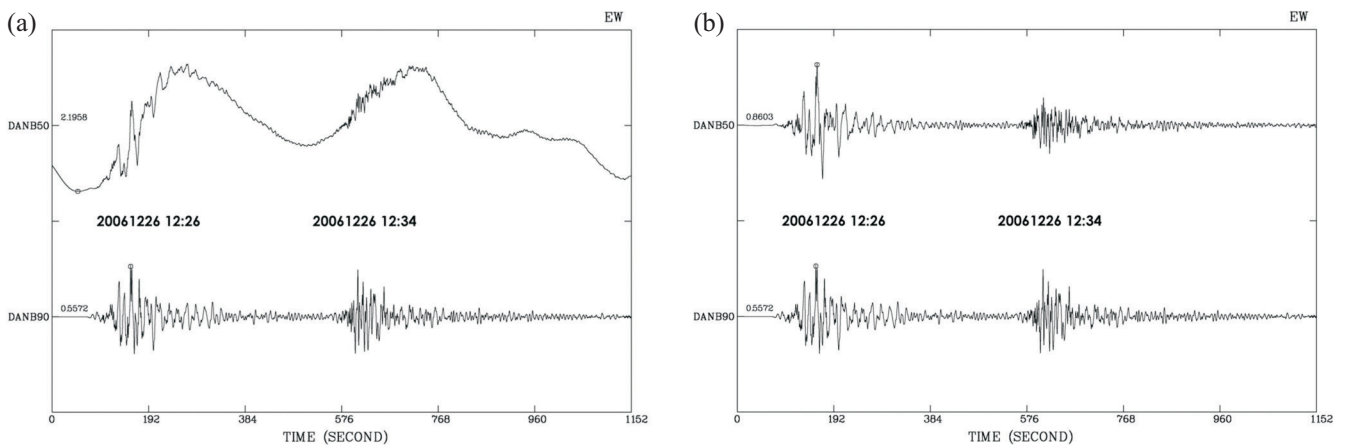 (a)
EW
2.1958
DANB50
20061226 12:26
20061226 12:34
0.5572
DANB90
0
192
384
576
768
960
1152
TIME (SECOND)
(b)
EW
0.8603
DANB50
20061226 12:26
20061226 12:34
0.5572
DANB90
0
192
384
576
768
960
1152
TIME (SECOND)